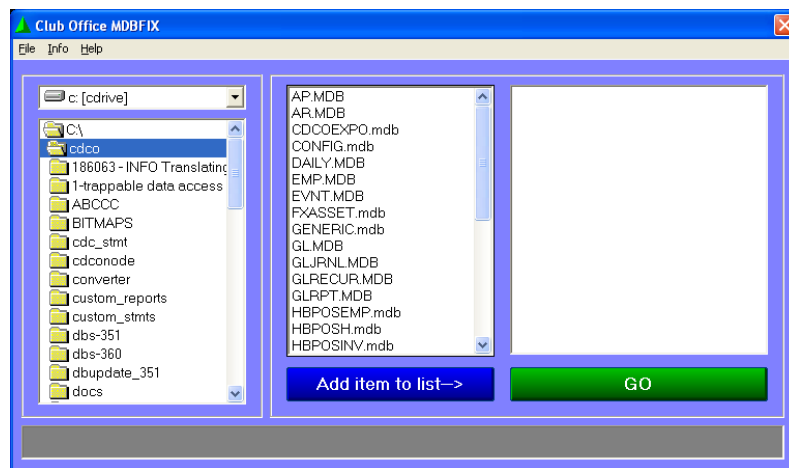 Club Office MDBFIX
File Info Help
c: [cdrive]
C:\
cdco
186063 - INFO Translating
1-trappable data access
ABCCC
BITMAPS
cdc_stmt
cdconode
converter
custom_reports
custom_stmts
dbs-351
dbs-360
dbupdate_351
docs
AP.MDB
AR.MDB
CDCOEXPO.mdb
CONFIG.mdb
DAILY.MDB
EMP.MDB
EVNT.MDB
FXASSET.mdb
GENERIC.mdb
GL.MDB
GLJRNL.MDB
GLRECUR.MDB
GLRPT.MDB
HBPOSEMP.mdb
HBPOSH.mdb
HBPOSINV.mdb
Add item to list-->
GO